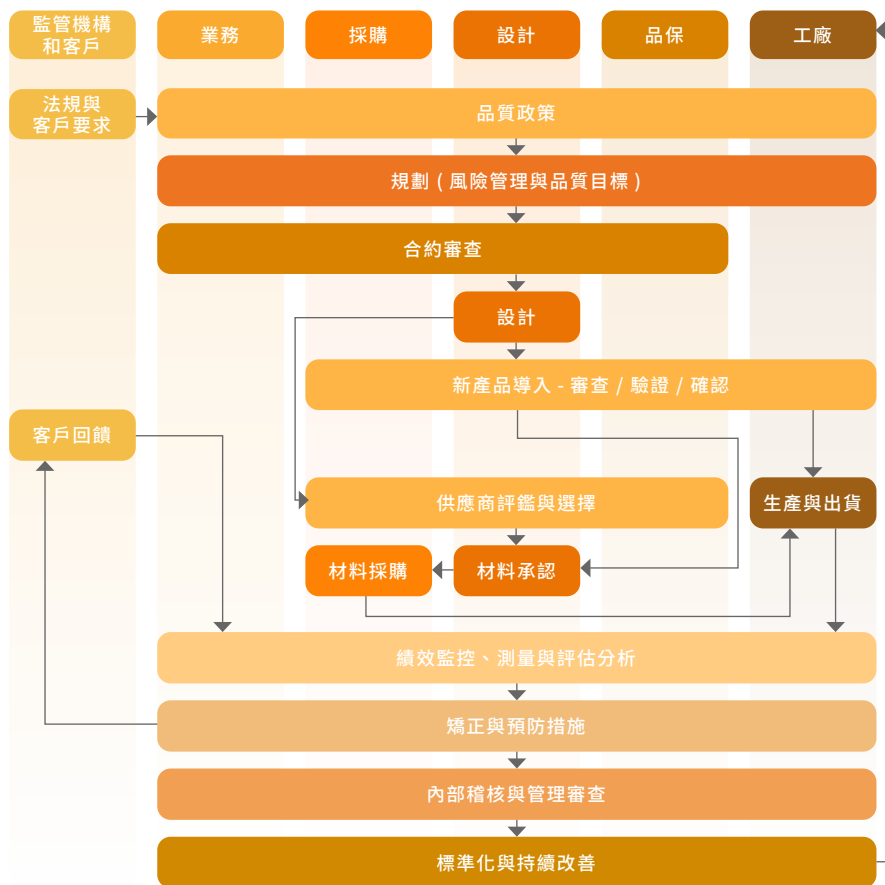 監管機構
和客戶
業務
採購
設計
品保
工廠
法規與
客戶要求
品質政策
規劃 ( 風險管理與品質目標 )
合約審查
設計
新產品導入 - 審查 / 驗證 / 確認
客戶回饋
供應商評鑑與選擇
生產與出貨
材料採購
材料承認
績效監控、測量與評估分析
矯正與預防措施
內部稽核與管理審查
標準化與持續改善